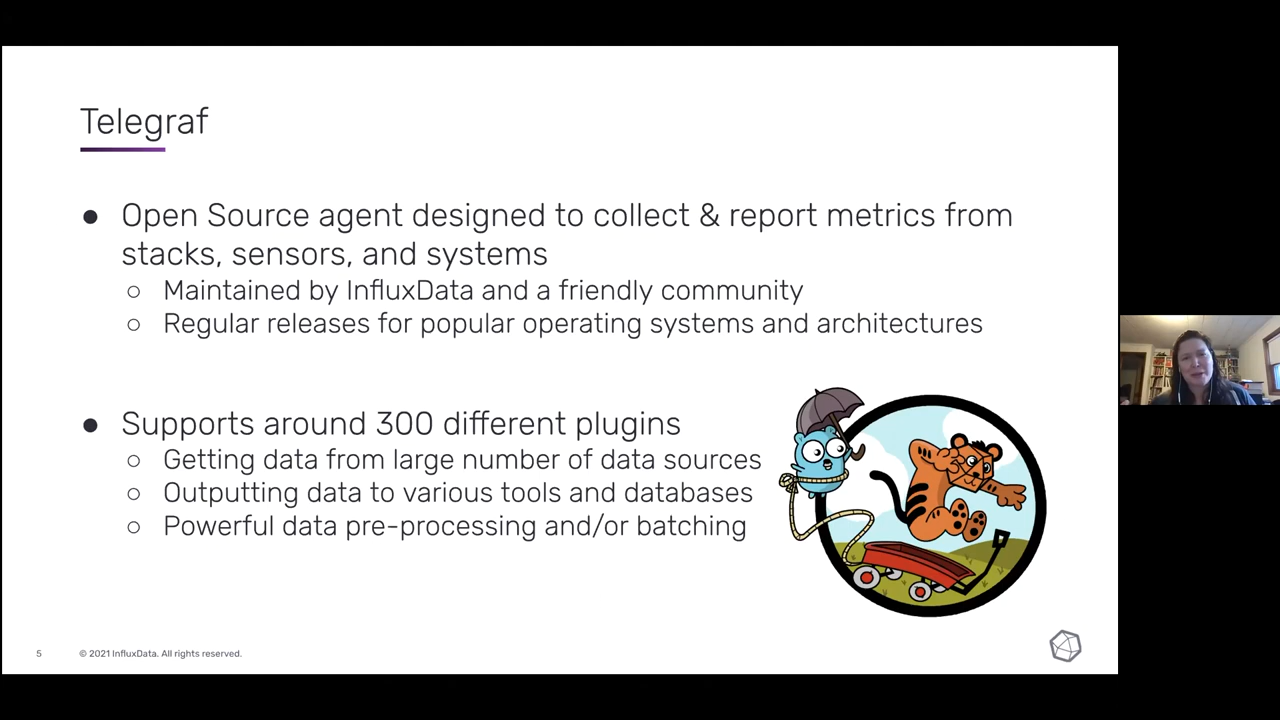 Telegraf
● Open Source agent designed to collect & report metrics from
stacks, sensors, and systems
○ Maintained by InfluxData and a friendly community
○ Regular releases for popular operating systems and architectures
● Supports around 300 different plugins
○ Getting data from large number of data sources
○ Outputting data to various tools and databases
○ Powerful data pre-processing and/or batching
5 © 2021 InfluxData. All rights reserved.